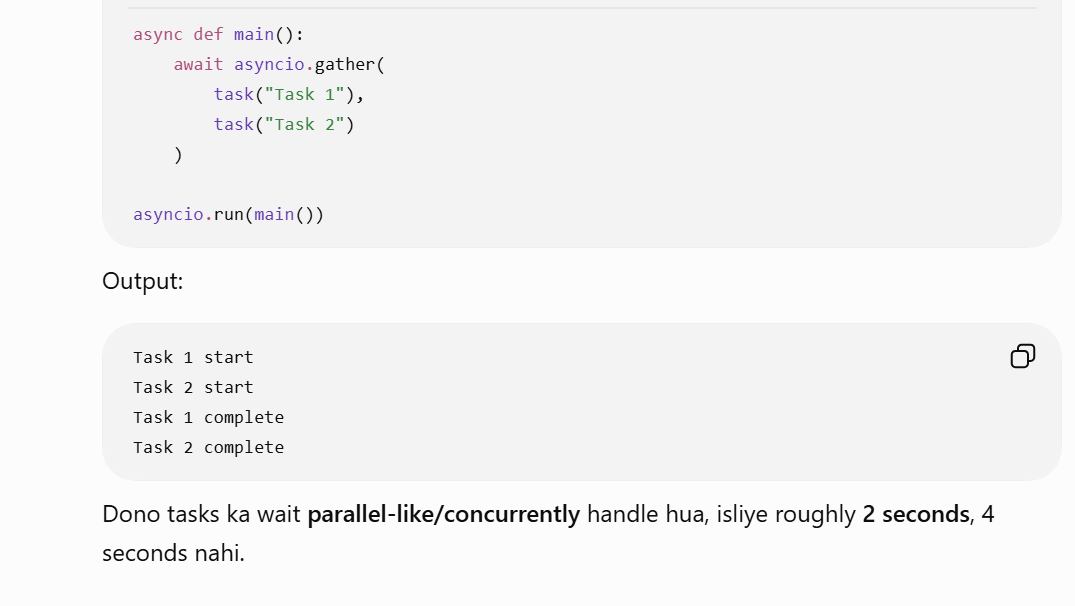 async def main():
    await asyncio.gather(
        task("Task 1"),
        task("Task 2")
    )
asyncio.run(main())
Output:
Task 1 start
Task 2 start
Task 1 complete
Task 2 complete
Dono tasks ka wait parallel-like/concurrently handle hua, isliye roughly 2 seconds, 4
seconds nahi.